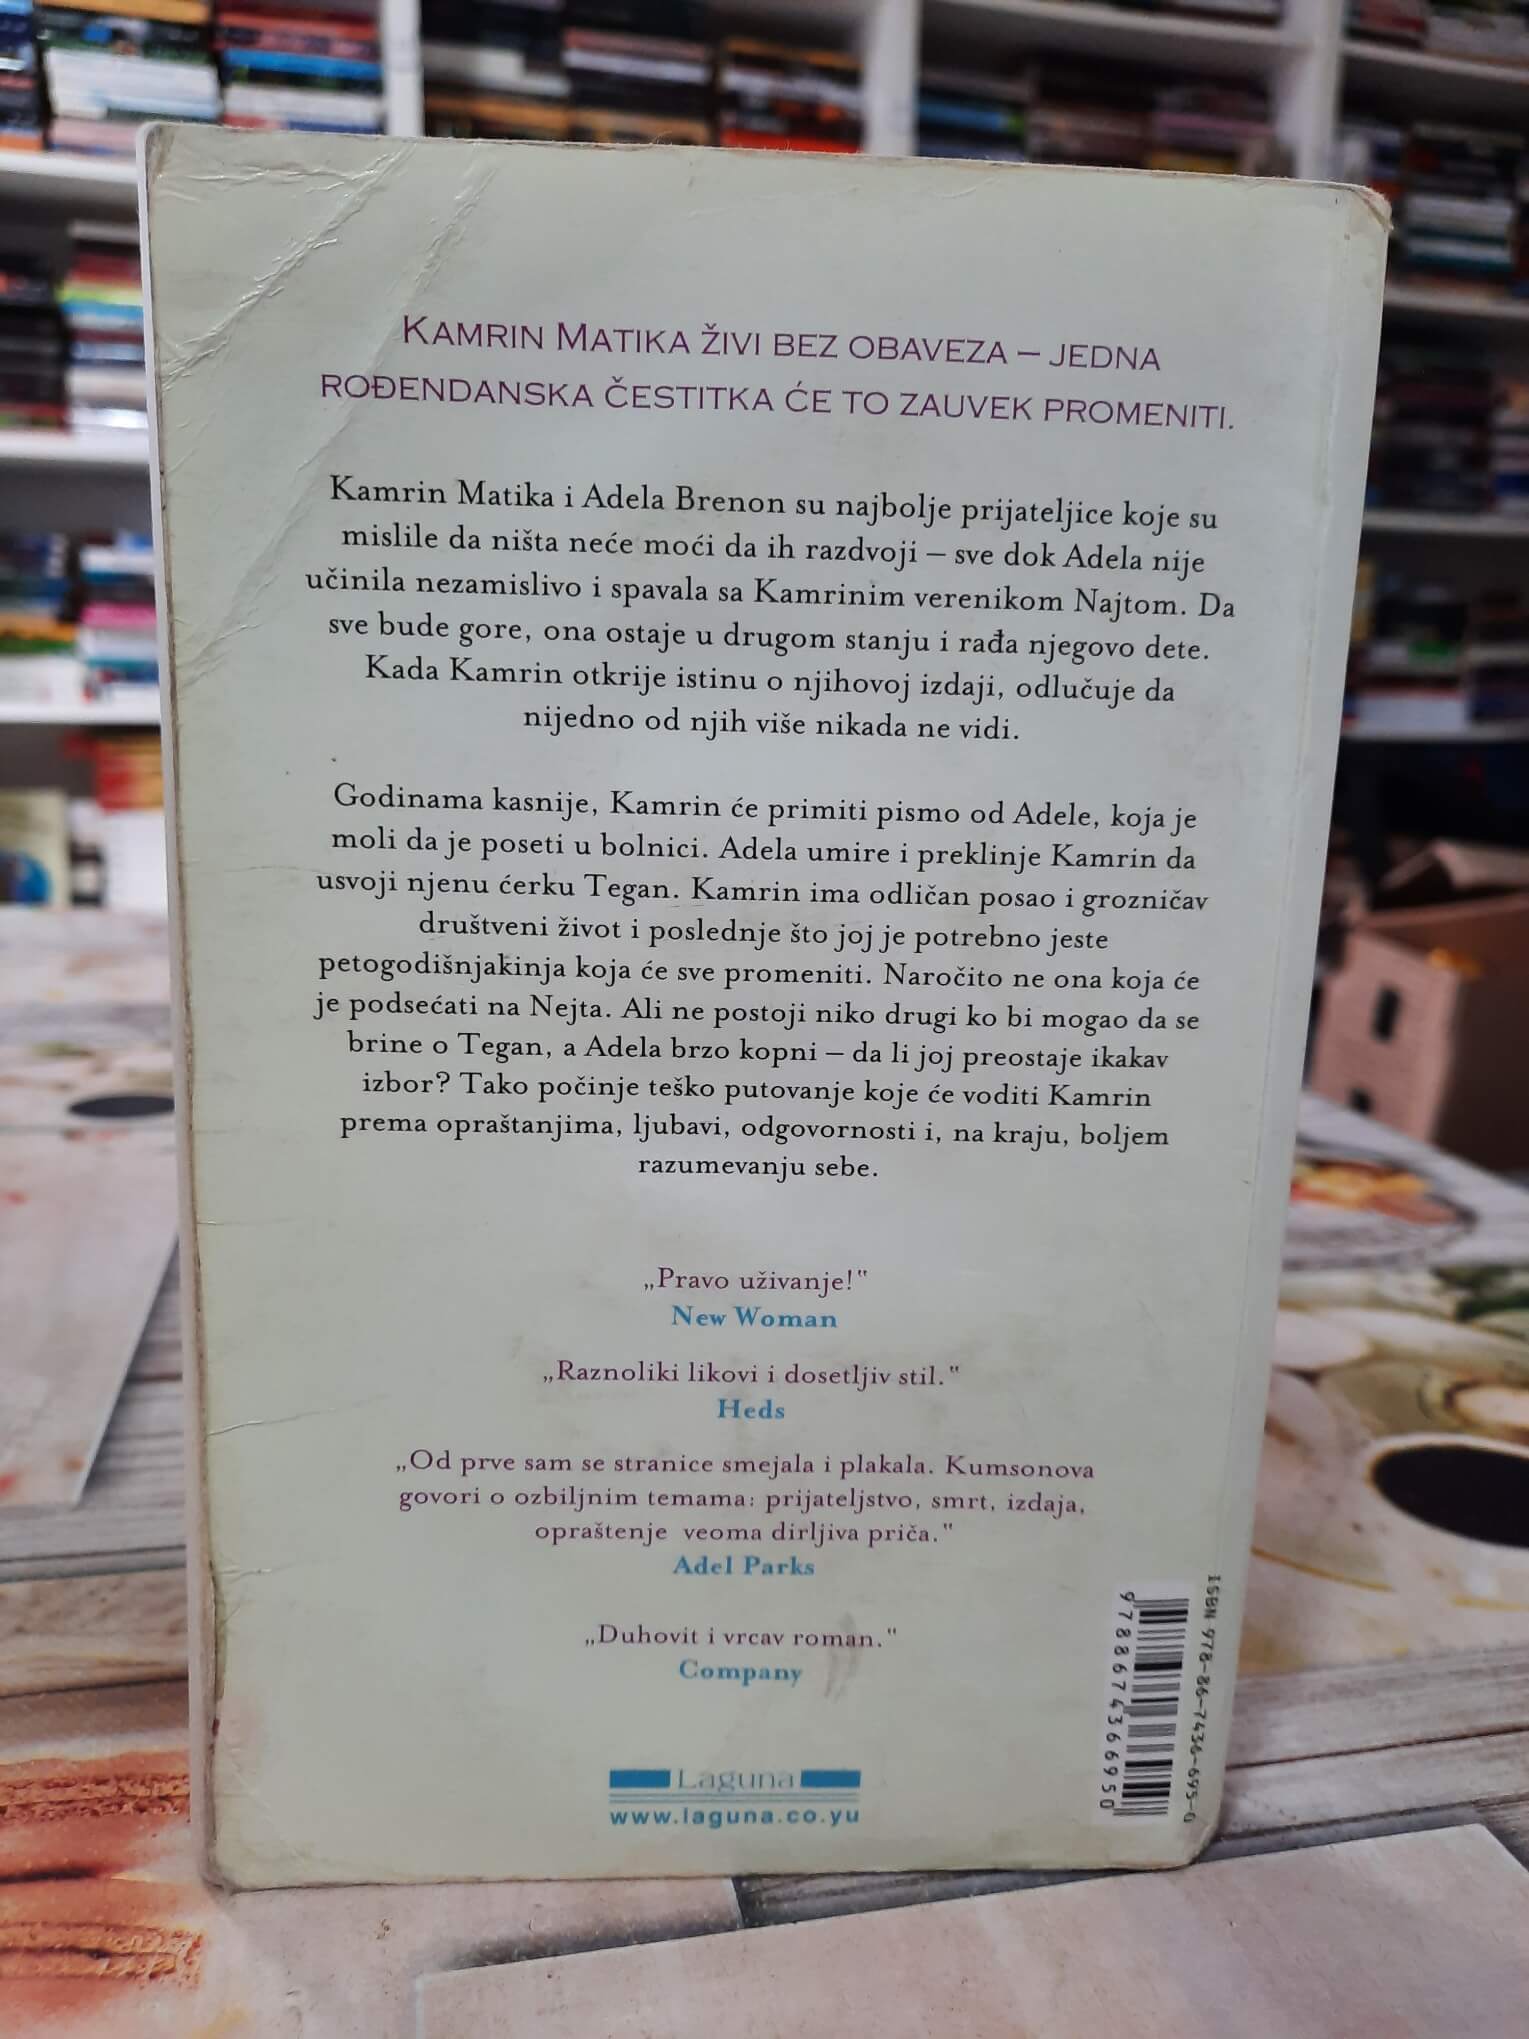 KAMRIN MATIKA ŽIVI BEZ OBAVEZA – JEDNA
ROĐENDANSKA ČESTITKA ĆE TO ZAUVEK PROMENITI.
Kamrin Matika i Adela Brenon su najbolje prijateljice koje su
mislile da ništa neće moći da ih razdvoji – sve dok Adela nije
učinila nezamislivo i spavala sa Kamrinim verenikom Najtom. Da
sve bude gore, ona ostaje u drugom stanju i rađa njegovo dete.
Kada Kamrin otkrije istinu o njihovoj izdaji, odlučuje da
nijedno od njih više nikada ne vidi.
Godinama kasnije, Kamrin će primiti pismo od Adele, koja je
moli da je poseti u bolnici. Adela umire i preklinje Kamrin da
usvoji njenu ćerku Tegan. Kamrin ima odličan posao i grozničav
društveni život i poslednje što joj je potrebno jeste
petogodišnjakinja koja će sve promeniti. Naročito ne ona koja će
je podsećati na Nejta. Ali ne postoji niko drugi ko bi mogao da se
brine o Tegan, a Adela brzo kopni – da li joj preostaje ikakav
izbor? Tako počinje teško putovanje koje će voditi Kamrin
prema opraštanjima, ljubavi, odgovornosti i, na kraju, boljem
razumevanju sebe.
„Pravo uživanje!"
New Woman
„Raznoliki likovi i dosetljiv stil."
Heds
„Od prve sam se stranice smejala i plakala. Kumsonova
govori o ozbiljnim temama: prijateljstvo, smrt, izdaja,
opraštenje veoma dirljiva priča."
Adel Parks
„Duhovit i vrcav roman."
Company
Laguna
www.laguna.co.yu
ISBN 978-86-7436-695-0
9788674366950